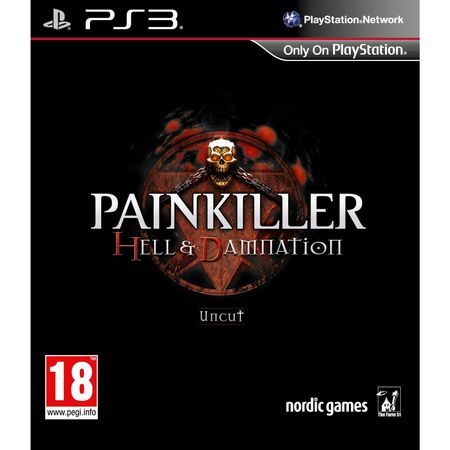 PS3
PlayStation®Network
Only On PlayStation®
PAINKILLER
HELL & DAMNATION
UNCUT
18
www.pegi.info
nordic games
The Farm 51